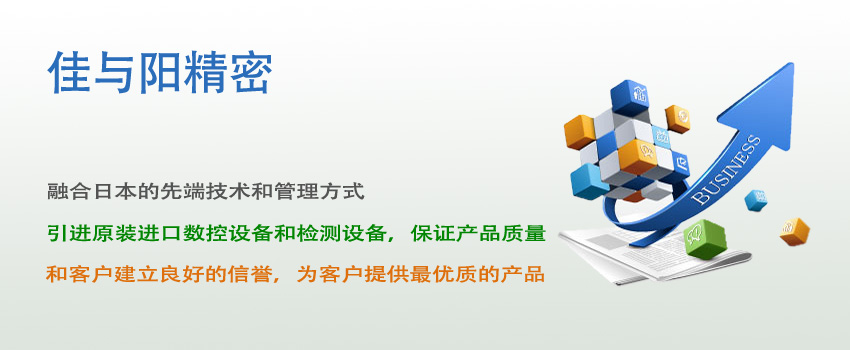 佳与阳精密
融合日本的先端技术和管理方式
引进原装进口数控设备和检测设备，保证产品质量
和客户建立良好的信誉，为客户提供最优质的产品
BUSINESS